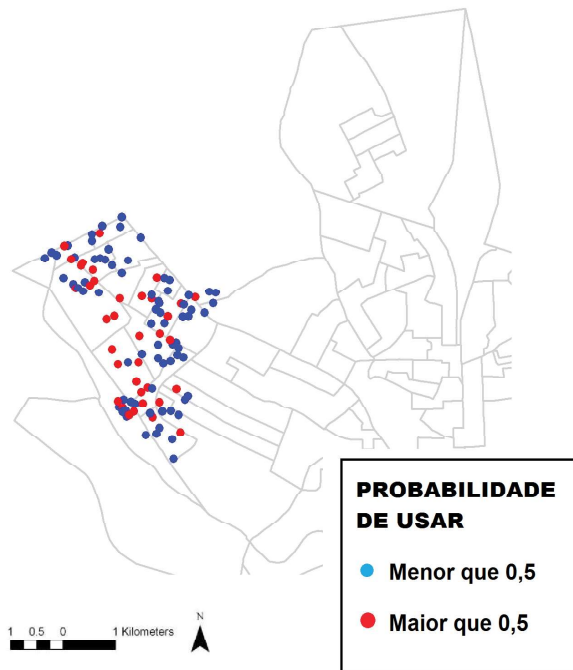 PROBABILIDADE
DE USAR
Menor que 0,5
Maior que 0,5
1 0.5 0 1 Kilometers
N